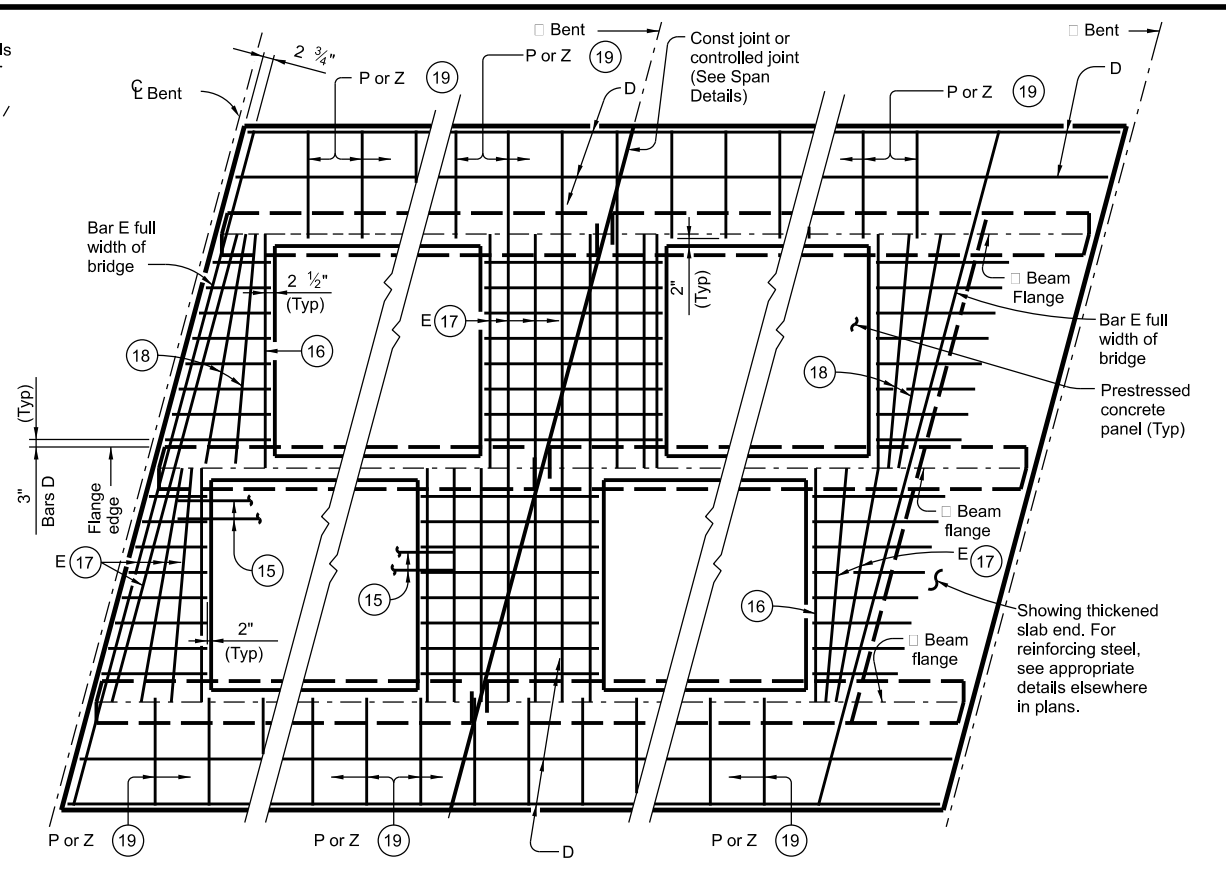 ls
2 ¾"
P or Z 19
P or Z 19
□ Bent
□ Bent
Const joint or
controlled joint
(See Span
Details)
D
D
P or Z 19
℄ Bent
Bar E full
width of
bridge
2 ½"
(Typ)
2"
(Typ)
□ Beam
Flange
Bar E full
width of
bridge
E 17
16
18
18
Prestressed
concrete
panel (Typ)
(Typ)
3"
Bars D
Flange
edge
□ Beam
flange
E 17
15
15
E 17
16
2"
(Typ)
□ Beam
flange
Showing thickened
slab end. For
reinforcing steel,
see appropriate
details elsewhere
in plans.
P or Z 19
P or Z 19
D
P or Z 19